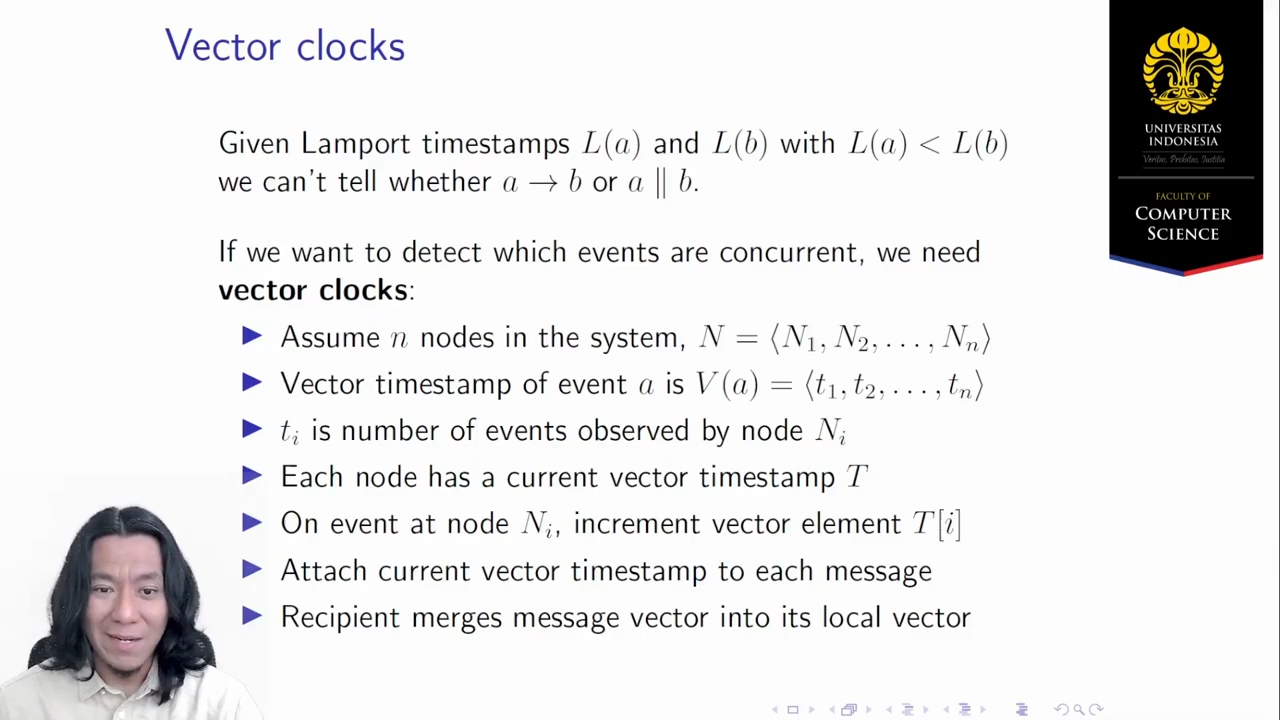 Vector clocks
Given Lamport timestamps L(a) and L(b) with L(a) < L(b)
we can't tell whether a → b or a ∥ b.
If we want to detect which events are concurrent, we need
vector clocks:
▶ Assume n nodes in the system, N = ⟨N₁, N₂, . . . , Nₙ⟩
▶ Vector timestamp of event a is V(a) = ⟨t₁, t₂, . . . , tₙ⟩
▶ tᵢ is number of events observed by node Nᵢ
▶ Each node has a current vector timestamp T
▶ On event at node Nᵢ, increment vector element T[i]
▶ Attach current vector timestamp to each message
▶ Recipient merges message vector into its local vector
UNIVERSITAS
INDONESIA
Veritas, Probitas, Iustitia
FACULTY OF
COMPUTER
SCIENCE